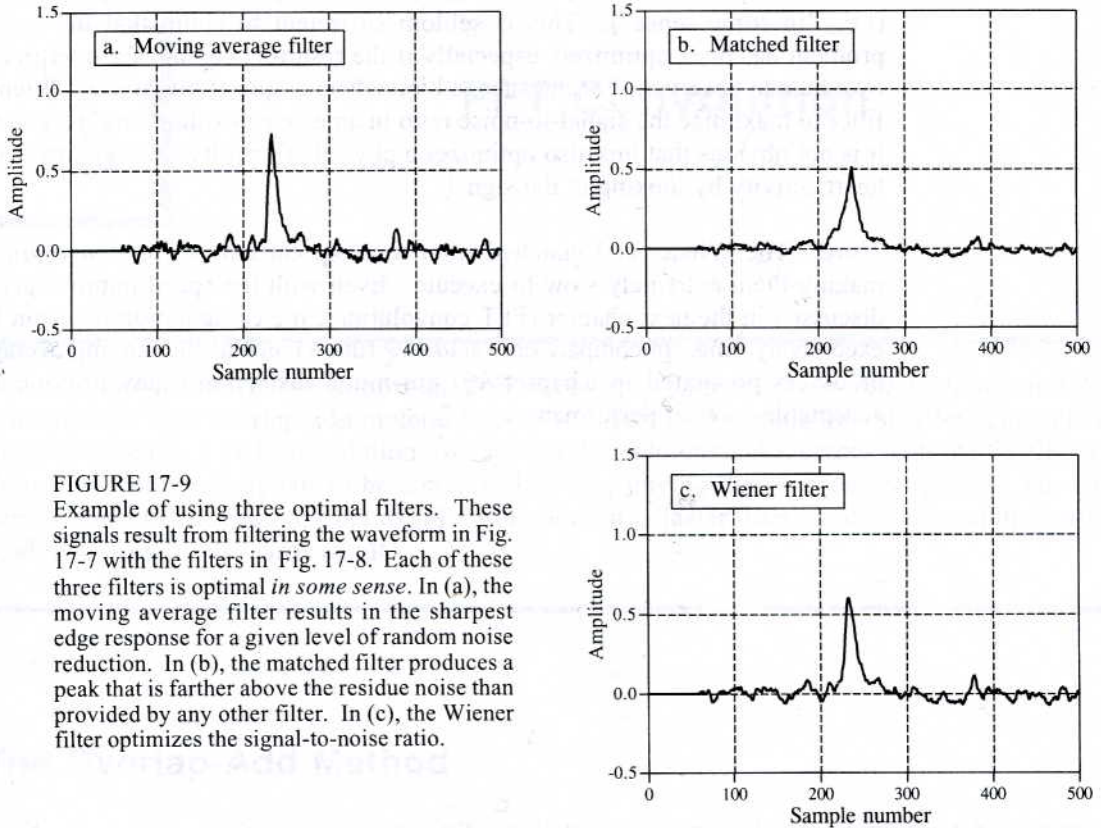 a. Moving average filter
1.5
1.0
0.5
0.0
-0.5
Amplitude
0 100 200 300 400 500
Sample number
b. Matched filter
1.5
1.0
0.5
0.0
-0.5
Amplitude
0 100 200 300 400 500
Sample number
FIGURE 17-9
Example of using three optimal filters. These
signals result from filtering the waveform in Fig.
17-7 with the filters in Fig. 17-8. Each of these
three filters is optimal in some sense. In (a), the
moving average filter results in the sharpest
edge response for a given level of random noise
reduction. In (b), the matched filter produces a
peak that is farther above the residue noise than
provided by any other filter. In (c), the Wiener
filter optimizes the signal-to-noise ratio.
c. Wiener filter
1.5
1.0
0.5
0.0
-0.5
Amplitude
0 100 200 300 400 500
Sample number